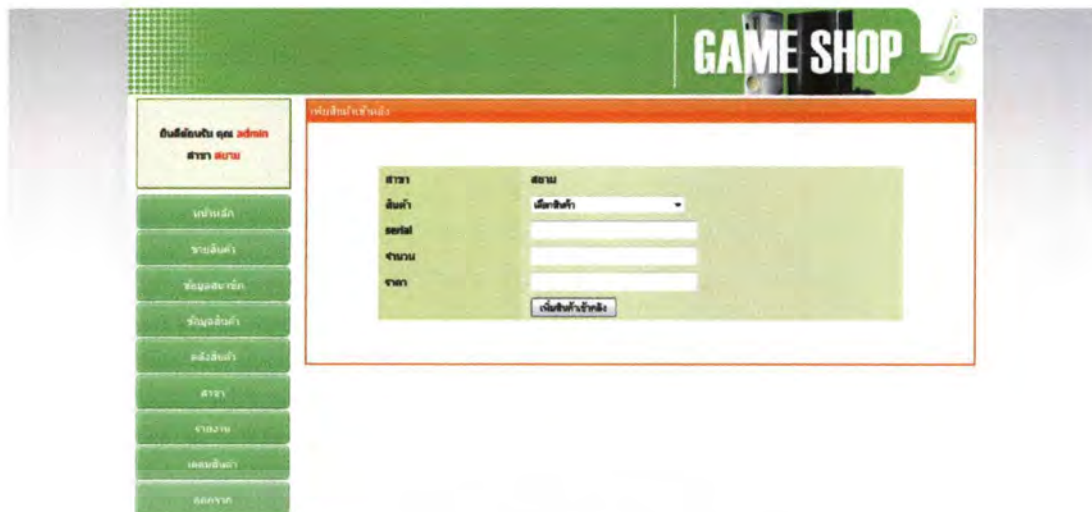 GAME SHOP
ยินดีต้อนรับ คุณ admin
สาขา สยาม
หน้าหลัก
ขายสินค้า
ข้อมูลสมาชิก
ข้อมูลสินค้า
คลังสินค้า
สาขา
รายงาน
เคลมสินค้า
เพิ่มสินค้าเข้าคลัง
สาขา สยาม
สินค้า เลือกสินค้า
serial
จำนวน
ราคา
เพิ่มสินค้าเข้าคลัง